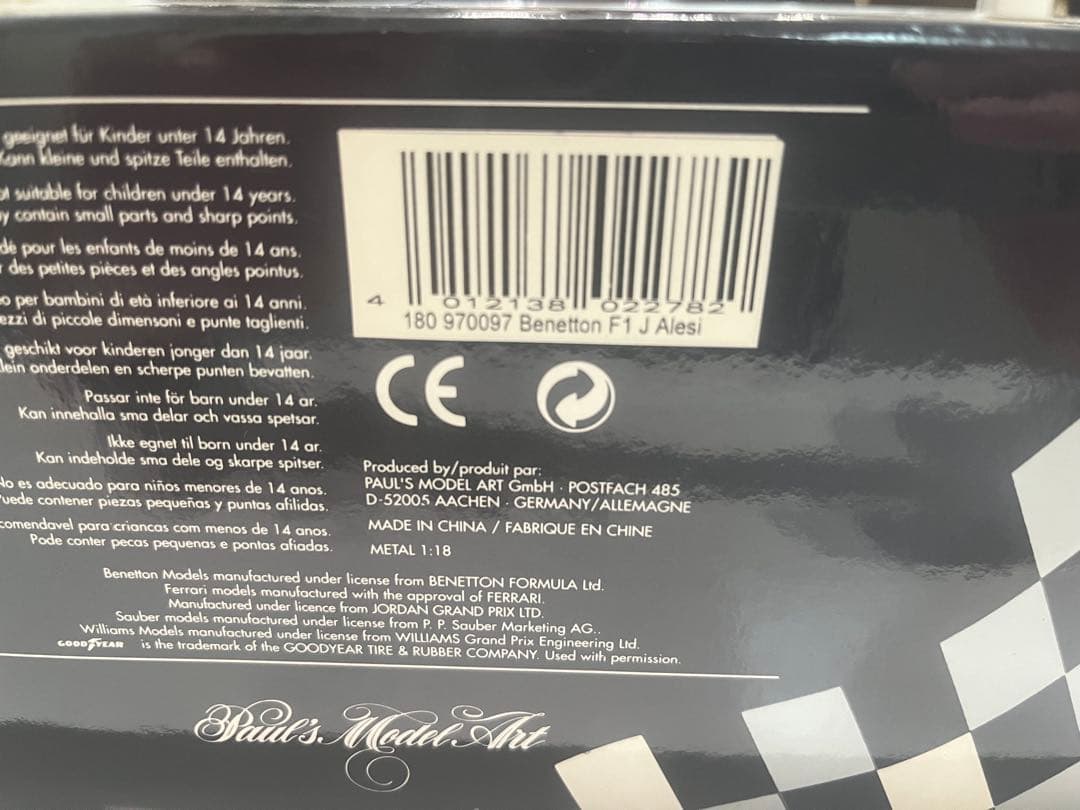 geeignet für Kinder unter 14 Jahren.
Kann kleine und spitze Teile enthalten.
suitable for children under 14 years.
contain small parts and sharp points.
pour les enfants de moins de 14 ans.
des petites pièces et des angles pointus.
per bambini di età inferiore ai 14 anni.
di piccole dimensoni e punte taglienti.
geschikt voor kinderen jonger dan 14 jaar.
onderdelen en scherpe punten bevatten.
Passar inte för barn under 14 ar.
Kan innehalla sma delar och vassa spetsar.
Ikke egnet til born under 14 ar.
Kan indeholde sma dele og skarpe spitser.
No es adecuado para niños menores de 14 anos.
Puede contener piezas pequeñas y puntas afilidas.
para criancas com menos de 14 anos.
Pode conter pecas pequenas e pontas afiadas.
4 012138 022782
180 970097 Benetton F1 J Alesi
CE
Produced by/produit par:
PAUL'S MODEL ART GmbH · POSTFACH 485
D-52005 AACHEN · GERMANY/ALLEMAGNE
MADE IN CHINA / FABRIQUE EN CHINE
METAL 1:18
Benetton Models manufactured under license from BENETTON FORMULA Ltd.
Ferrari models manufactured with the approval of FERRARI.
Manufactured under licence from JORDAN GRAND PRIX LTD.
Sauber models manufactured under license from P. P. Sauber Marketing AG..
Williams Models manufactured under license from WILLIAMS Grand Prix Engineering Ltd.
GOODYEAR is the trademark of the GOODYEAR TIRE & RUBBER COMPANY. Used with permission.
Paul's Model Art